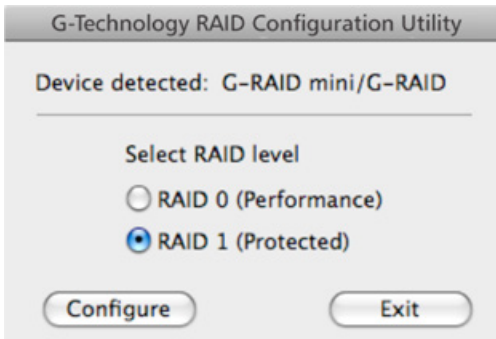 G-Technology RAID Configuration Utility
Device detected: G-RAID mini/G-RAID
Select RAID level
RAID 0 (Performance)
RAID 1 (Protected)
Configure Exit